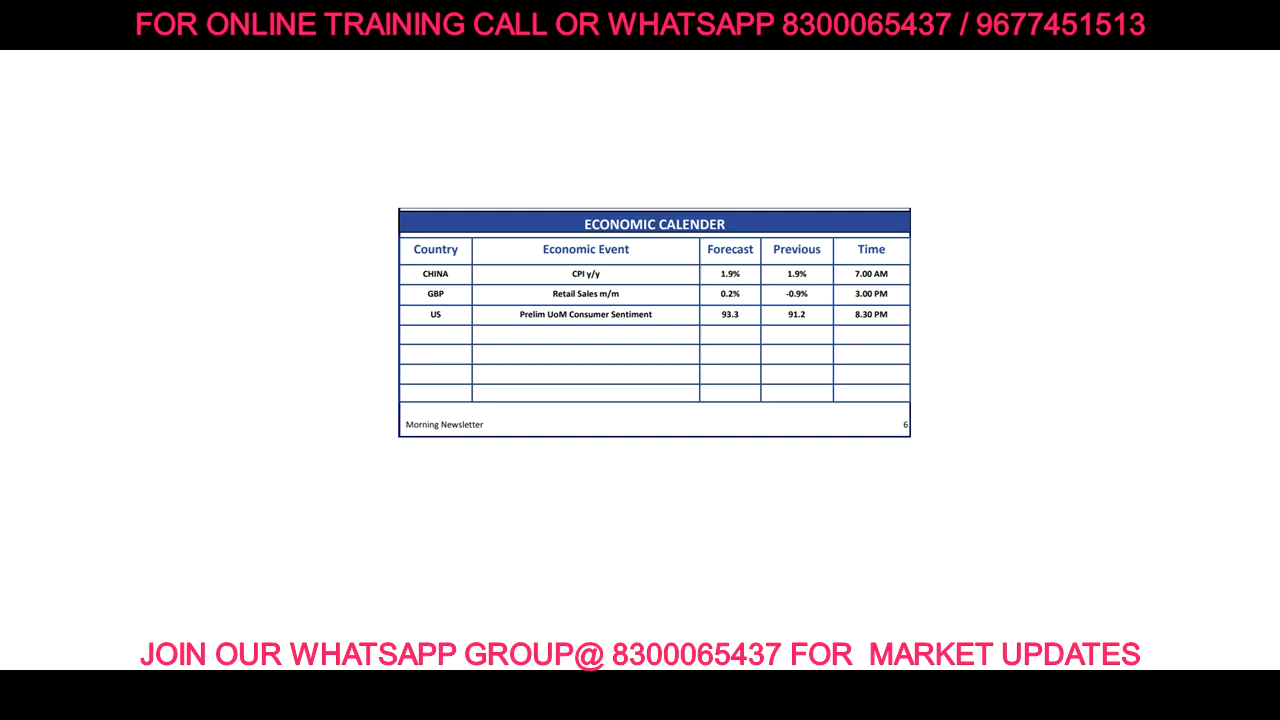 FOR ONLINE TRAINING CALL OR WHATSAPP 8300065437 / 9677451513
ECONOMIC CALENDER
Country Economic Event Forecast Previous Time
CHINA CPI y/y 1.9% 1.9% 7.00 AM
GBP Retail Sales m/m 0.2% -0.9% 3.00 PM
US Prelim UoM Consumer Sentiment 93.3 91.2 8.30 PM
Morning Newsletter 6
JOIN OUR WHATSAPP GROUP@ 8300065437 FOR MARKET UPDATES